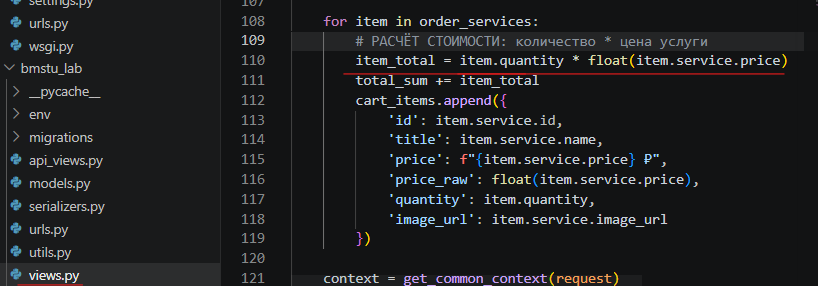 settings.py
urls.py
wsgi.py
bmstu_lab
__pycache__
env
migrations
api_views.py
models.py
serializers.py
urls.py
utils.py
views.py
107
108 for item in order_services:
109 # РАСЧЁТ СТОИМОСТИ: количество * цена услуги
110 item_total = item.quantity * float(item.service.price)
111 total_sum += item_total
112 cart_items.append({
113 'id': item.service.id,
114 'title': item.service.name,
115 'price': f"{item.service.price} ₽",
116 'price_raw': float(item.service.price),
117 'quantity': item.quantity,
118 'image_url': item.service.image_url
119 })
120
121 context = get_common_context(request)